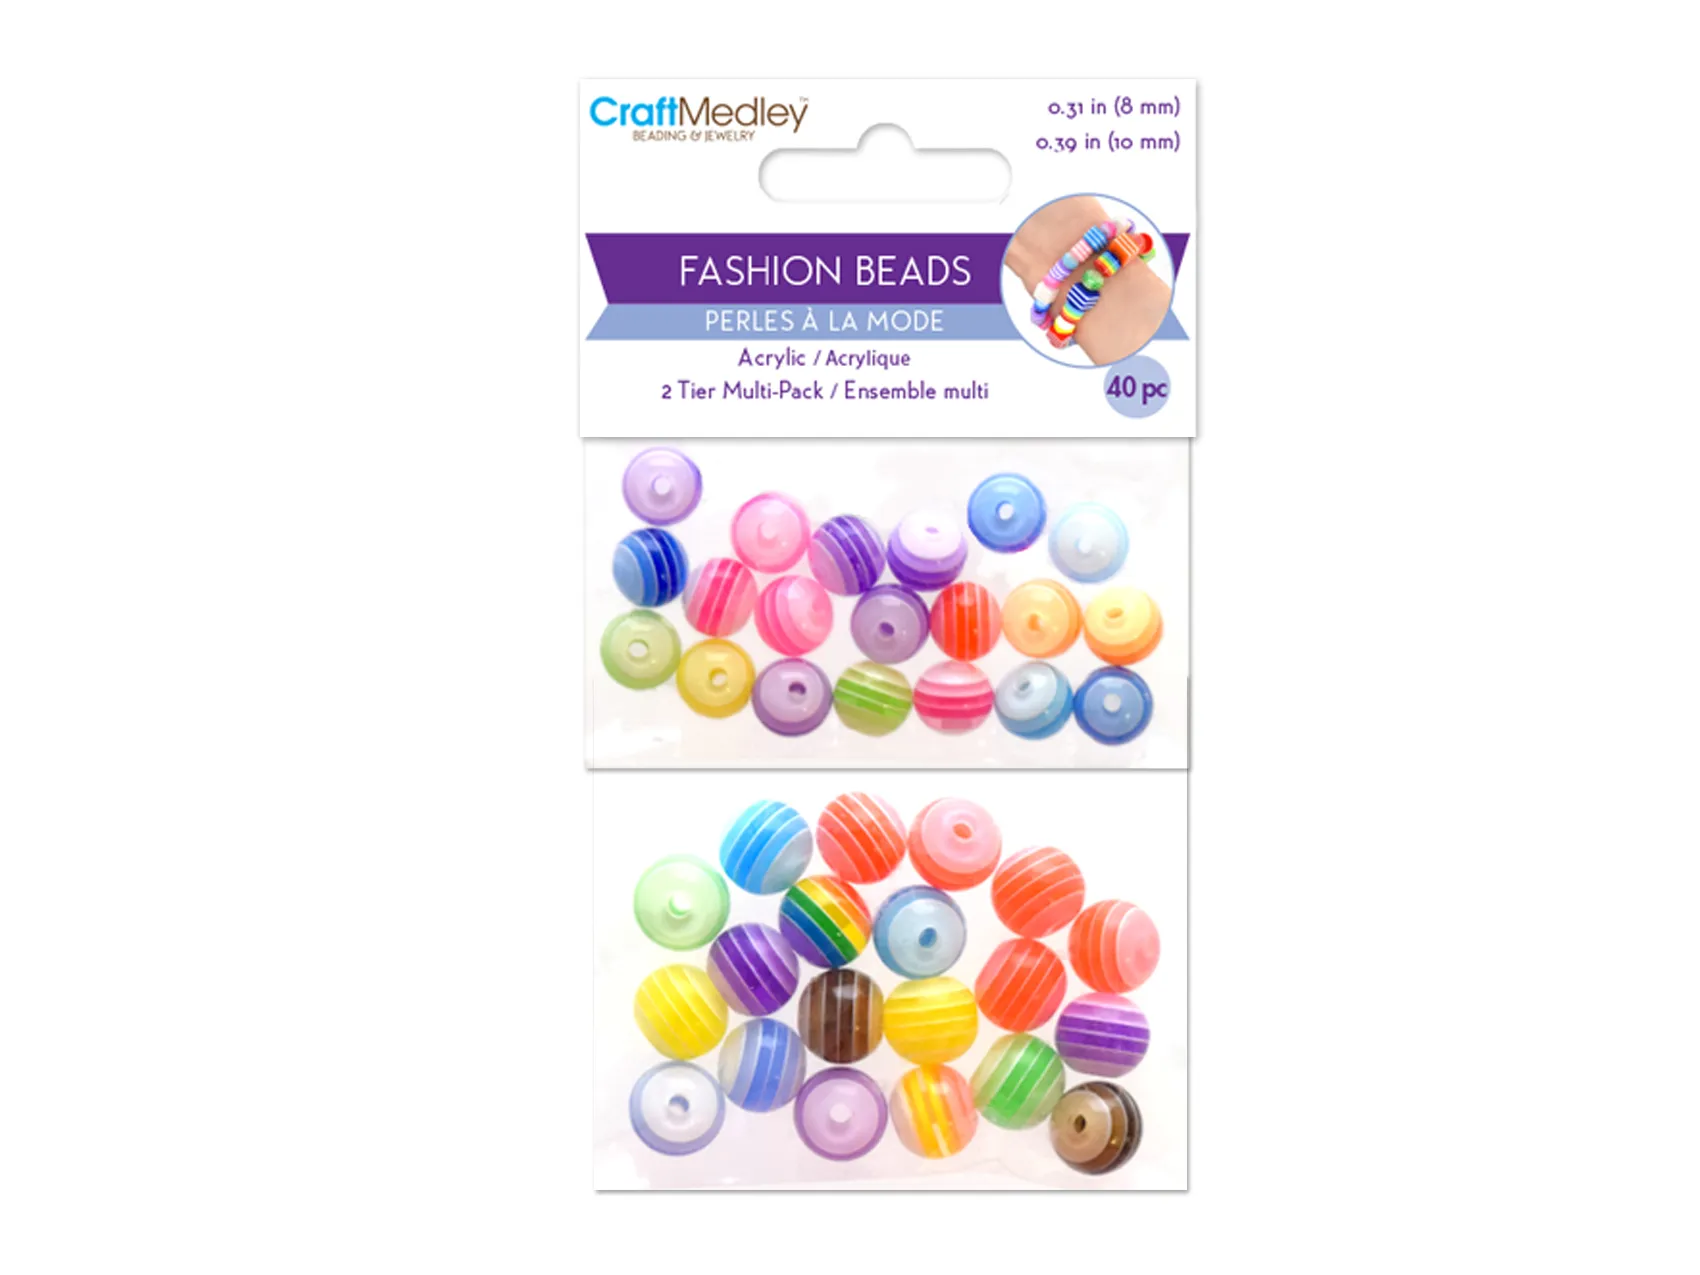 CraftMedley™
BEADING & JEWELRY
0.31 in (8 mm)
0.39 in (10 mm)
FASHION BEADS
PERLES À LA MODE
Acrylic / Acrylique
2 Tier Multi-Pack / Ensemble multi
40 pc